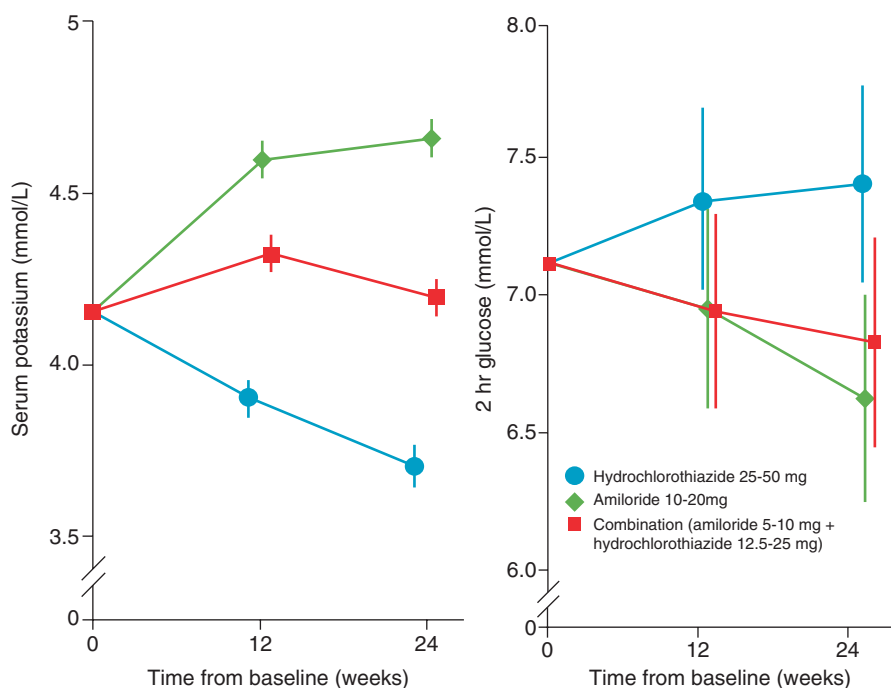 Serum potassium (mmol/L)
5
4.5
4.0
3.5
0
0
12
24
Time from baseline (weeks)
2 hr glucose (mmol/L)
8.0
7.5
7.0
6.5
6.0
0
Hydrochlorothiazide 25-50 mg
Amiloride 10-20mg
Combination (amiloride 5-10 mg +
hydrochlorothiazide 12.5-25 mg)
0
12
24
Time from baseline (weeks)